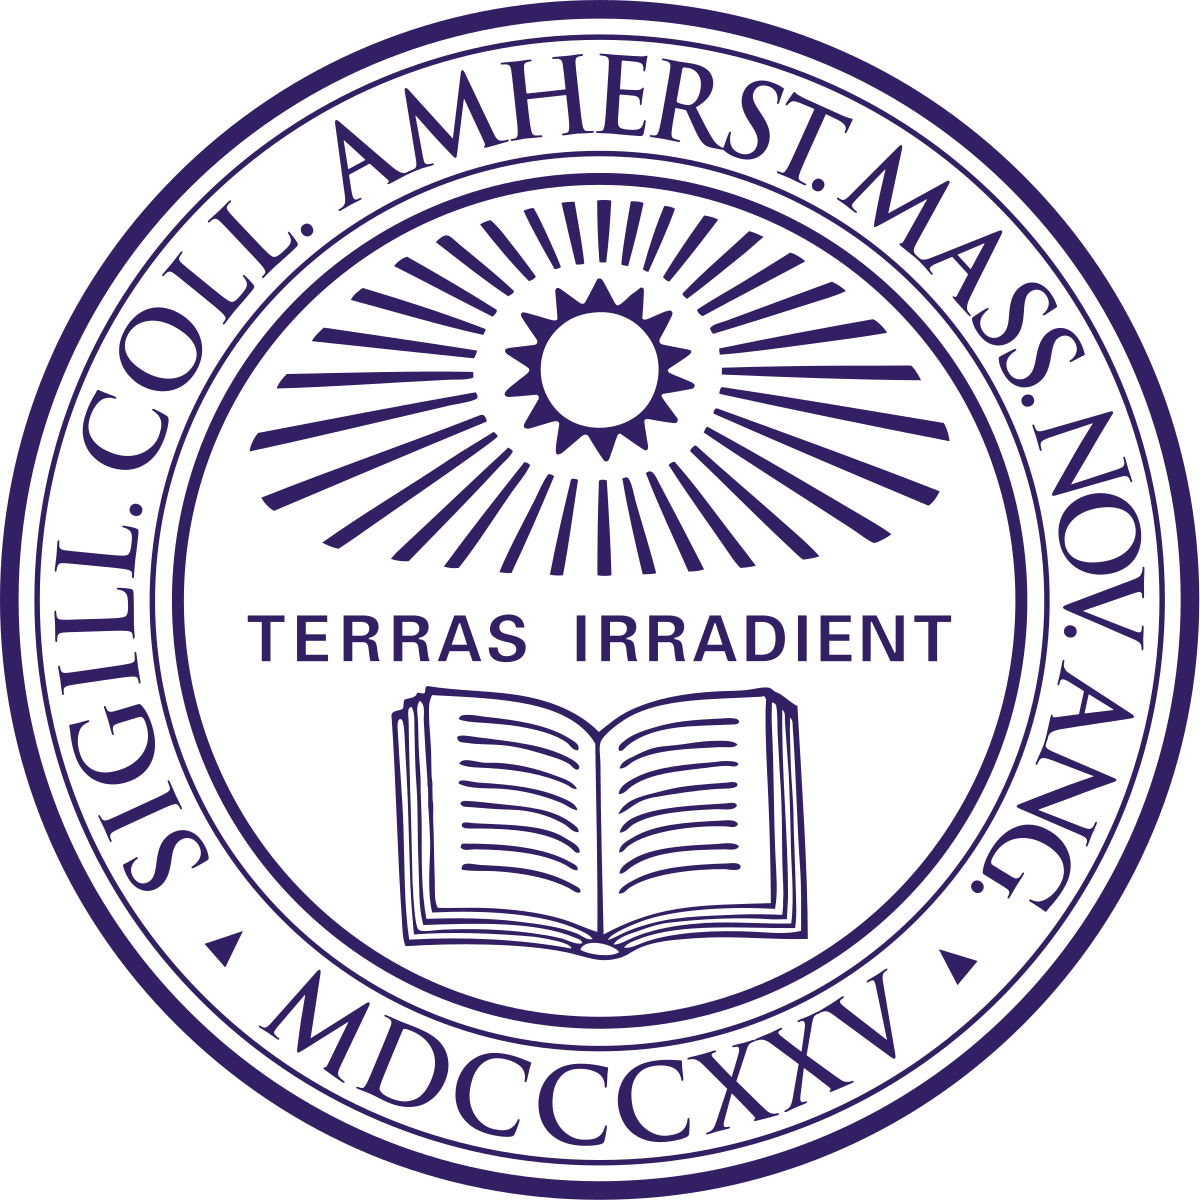 SIGILL. COLL. AMHERST. MASS. NOV. ANG.
TERRAS IRRADIENT
MDCCCXXV